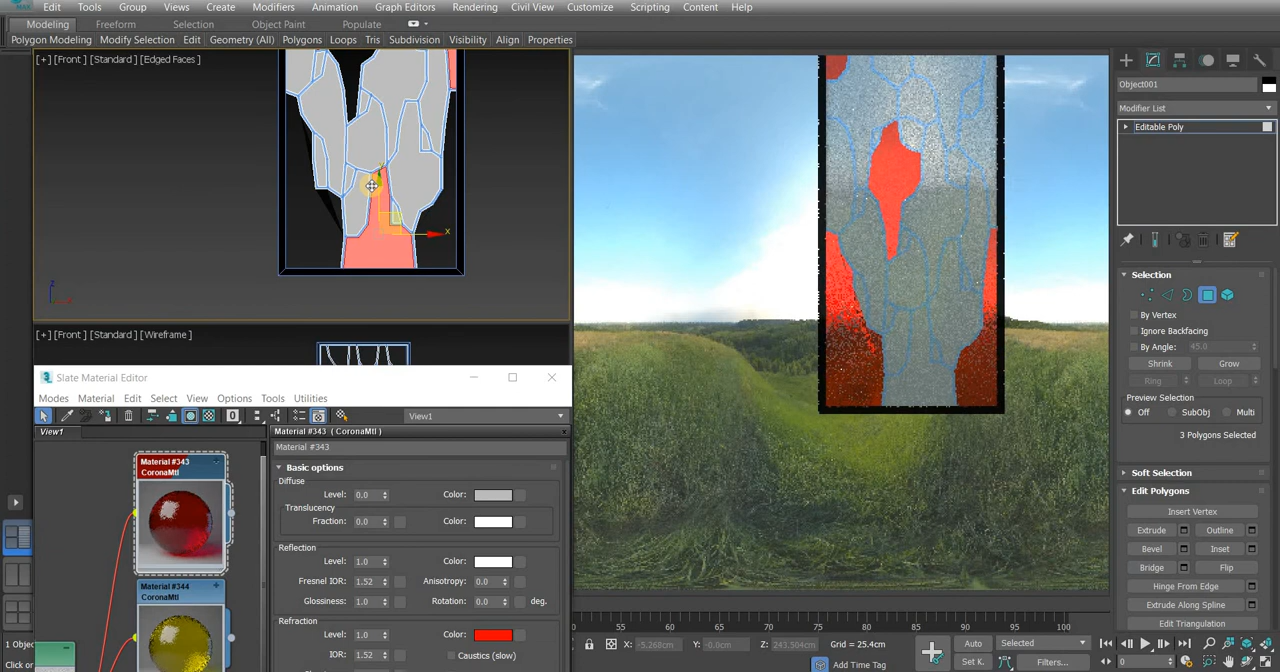 Edit Tools Group Views Create Modifiers Animation Graph Editors Rendering Civil View Customize Scripting Content Help
Modeling Freeform Selection Object Paint Populate
Polygon Modeling Modify Selection Edit Geometry (All) Polygons Loops Tris Subdivision Visibility Align Properties
[+] [Front] [Standard] [Edged Faces]
x
z
[+] [Front] [Standard] [Wireframe]
Slate Material Editor
Modes Material Edit Select View Options Tools Utilities
0
View1
View1
Material #343
CoronaMtl
Material #344
CoronaMtl
Material #343 ( CoronaMtl )
Material #343
Basic options
Diffuse
Level: 0.0 Color:
Translucency
Fraction: 0.0 Color:
Reflection
Level: 1.0 Color:
Fresnel IOR: 1.52 Anisotropy: 0.0
Glossiness: 1.0 Rotation: 0.0 deg.
Refraction
Level: 1.0 Color:
IOR: 1.52 Caustics (slow)
Object001
Modifier List
Editable Poly
Selection
By Vertex
Ignore Backfacing
By Angle: 45.0
Shrink Grow
Ring Loop
Preview Selection
Off SubObj Multi
3 Polygons Selected
Soft Selection
Edit Polygons
Insert Vertex
Extrude Outline
Bevel Inset
Bridge Flip
Hinge From Edge
Extrude Along Spline
Edit Triangulation
55 60 65 70 75 80 85 90 95 100
1 Objec
Click o
X: -5.268cm Y: -0.0cm Z: 243.504cm Grid = 25.4cm
Add Time Tag
Auto Selected
Set K. Filters...
0